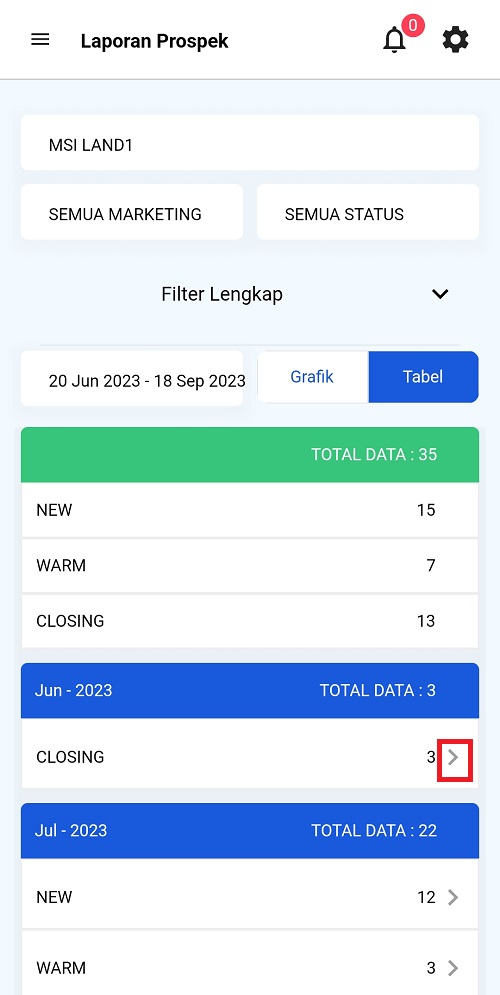 Laporan Prospek 0
MSI LAND1
SEMUA MARKETING SEMUA STATUS
Filter Lengkap
20 Jun 2023 - 18 Sep 2023 Grafik Tabel
TOTAL DATA : 35
NEW 15
WARM 7
CLOSING 13
Jun - 2023 TOTAL DATA : 3
CLOSING 3
Jul - 2023 TOTAL DATA : 22
NEW 12
WARM 3